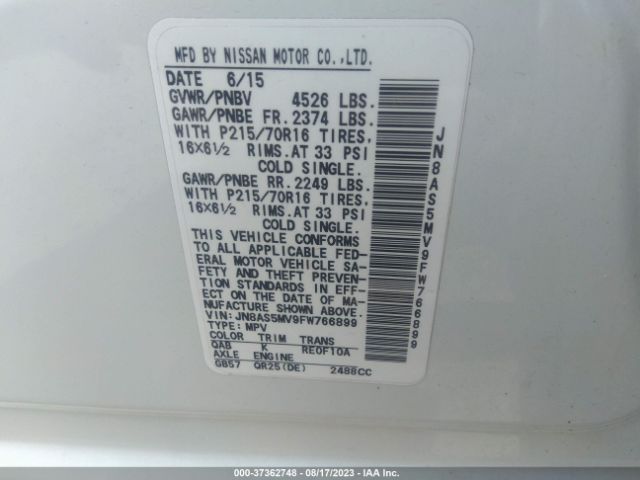 MFD BY NISSAN MOTOR CO.,LTD.
DATE 6/15
GVWR/PNBV 4526 LBS.
GAWR/PNBE FR. 2374 LBS.
WITH P215/70R16 TIRES,
16X6½ RIMS.AT 33 PSI
COLD SINGLE.
GAWR/PNBE RR. 2249 LBS.
WITH P215/70R16 TIRES,
16X6½ RIMS.AT 33 PSI
COLD SINGLE.
THIS VEHICLE CONFORMS
TO ALL APPLICABLE FED-
ERAL MOTOR VEHICLE SA-
FETY AND THEFT PREVEN-
TION STANDARDS IN EFF-
ECT ON THE DATE OF MA-
NUFACTURE SHOWN ABOVE.
VIN: JN8AS5MV9FW766899
TYPE: MPV
COLOR TRIM TRANS
QAB K RE0F10A
AXLE ENGINE
GB57 QR25(DE) 2488CC
JN8AS5MV9FW766899
000-37362748 - 08/17/2023 - IAA Inc.